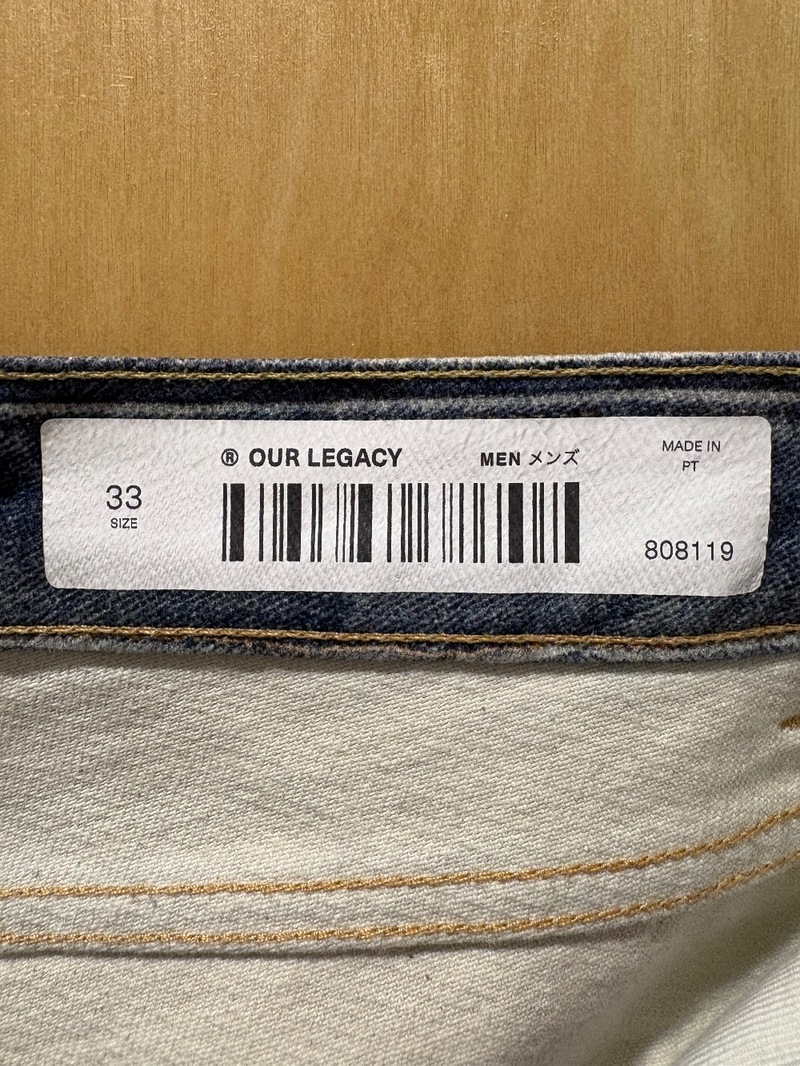 ® OUR LEGACY MEN メンズ
33
SIZE
MADE IN
PT
808119